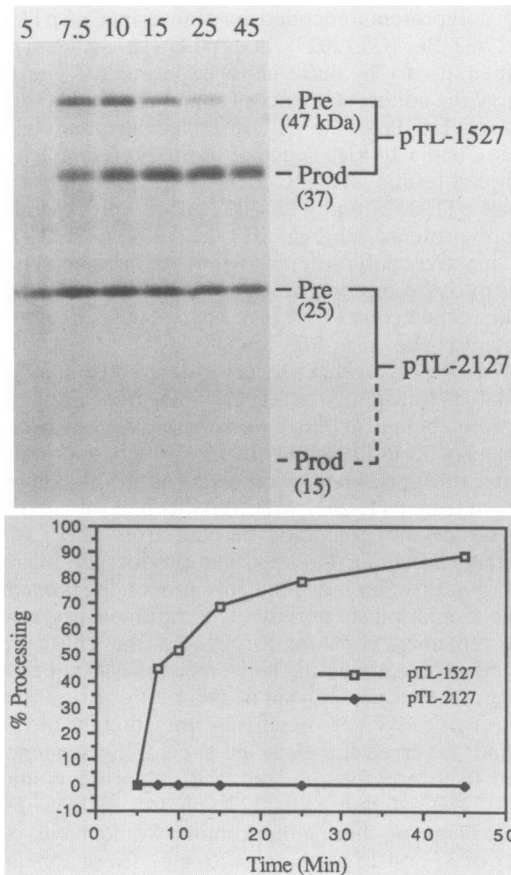 5 7.5 10 15 25 45
Pre
(47 kDa)
pTL-1527
Prod
(37)
Pre
(25)
pTL-2127
Prod
(15)
100
90
80
70
60
50
40
30
20
10
0
-10
% Processing
pTL-1527
pTL-2127
0 10 20 30 40 50
Time (Min)